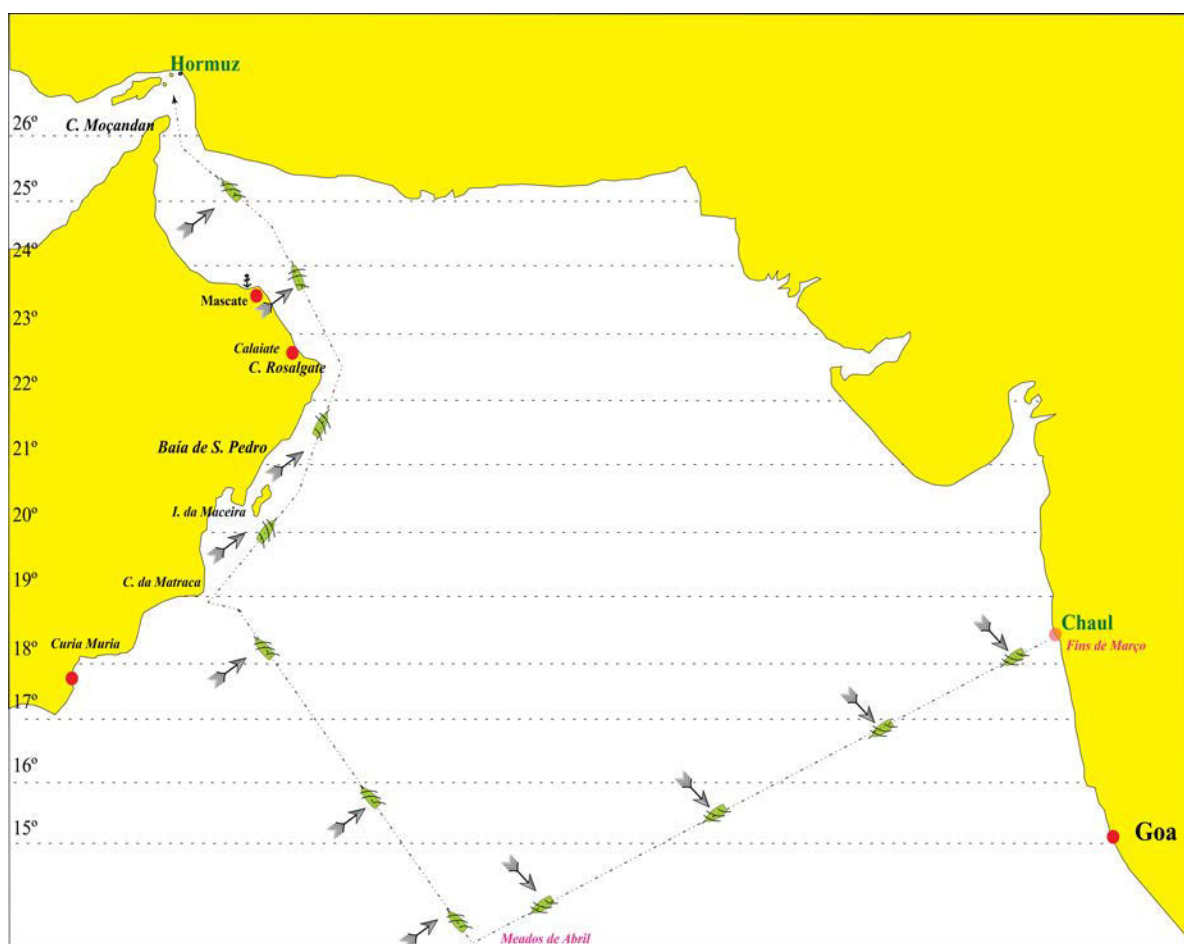 Hormuz
26º
C. Moçandan
25º
24º
Mascate
23º
Calaiate
C. Rosalgate
22º
Baía de S. Pedro
21º
I. da Maceira
20º
C. da Matraca
19º
Chaul
Curia Muria
Fins de Março
18º
17º
16º
15º
Goa
Meados de Abril